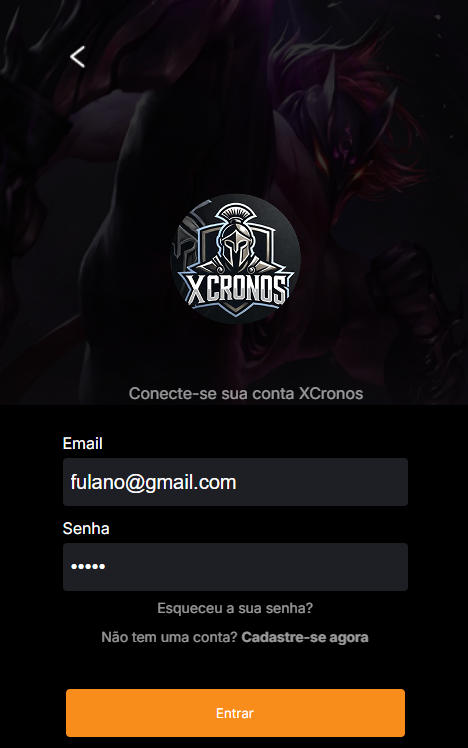 XCRONOS
Conecte-se sua conta XCronos
Email
fulano@gmail.com
Senha
•••••
Esqueceu a sua senha?
Não tem uma conta? Cadastre-se agora
Entrar